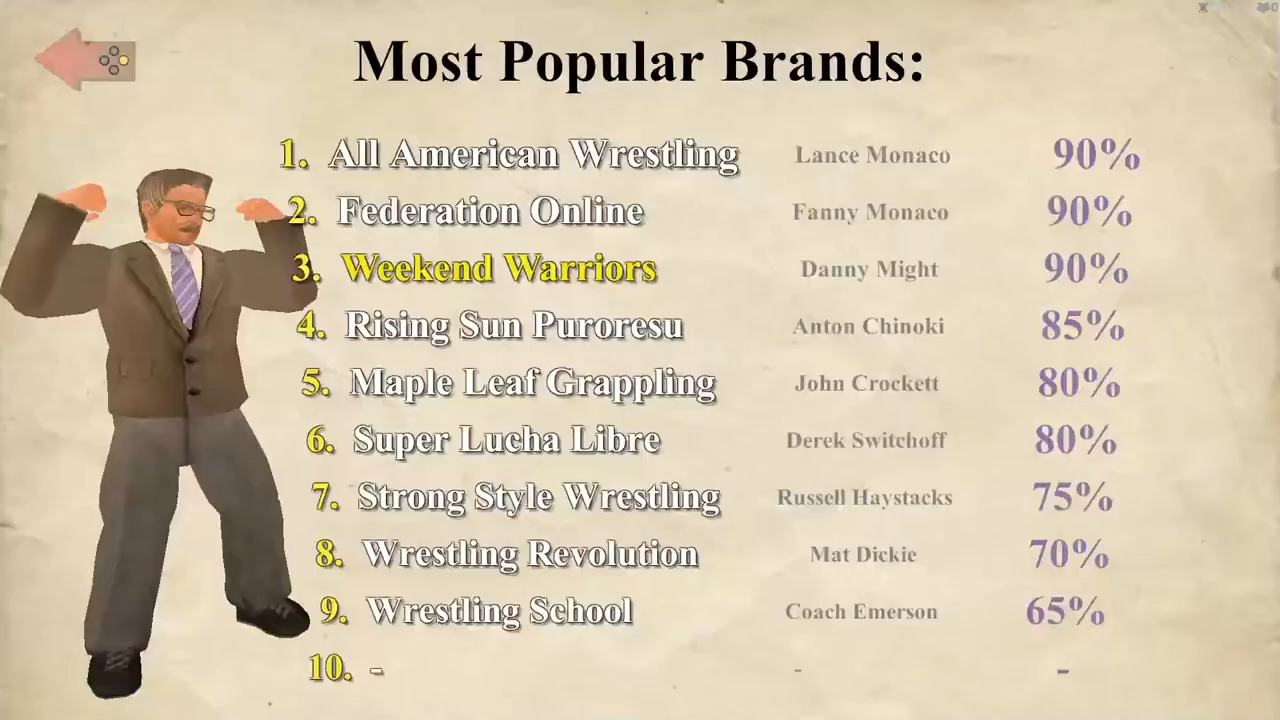 Most Popular Brands:
1. All American Wrestling Lance Monaco 90%
2. Federation Online Fanny Monaco 90%
3. Weekend Warriors Danny Might 90%
4. Rising Sun Puroresu Anton Chinoki 85%
5. Maple Leaf Grappling John Crockett 80%
6. Super Lucha Libre Derek Switchoff 80%
7. Strong Style Wrestling Russell Haystacks 75%
8. Wrestling Revolution Mat Dickie 70%
9. Wrestling School Coach Emerson 65%
10. - - -